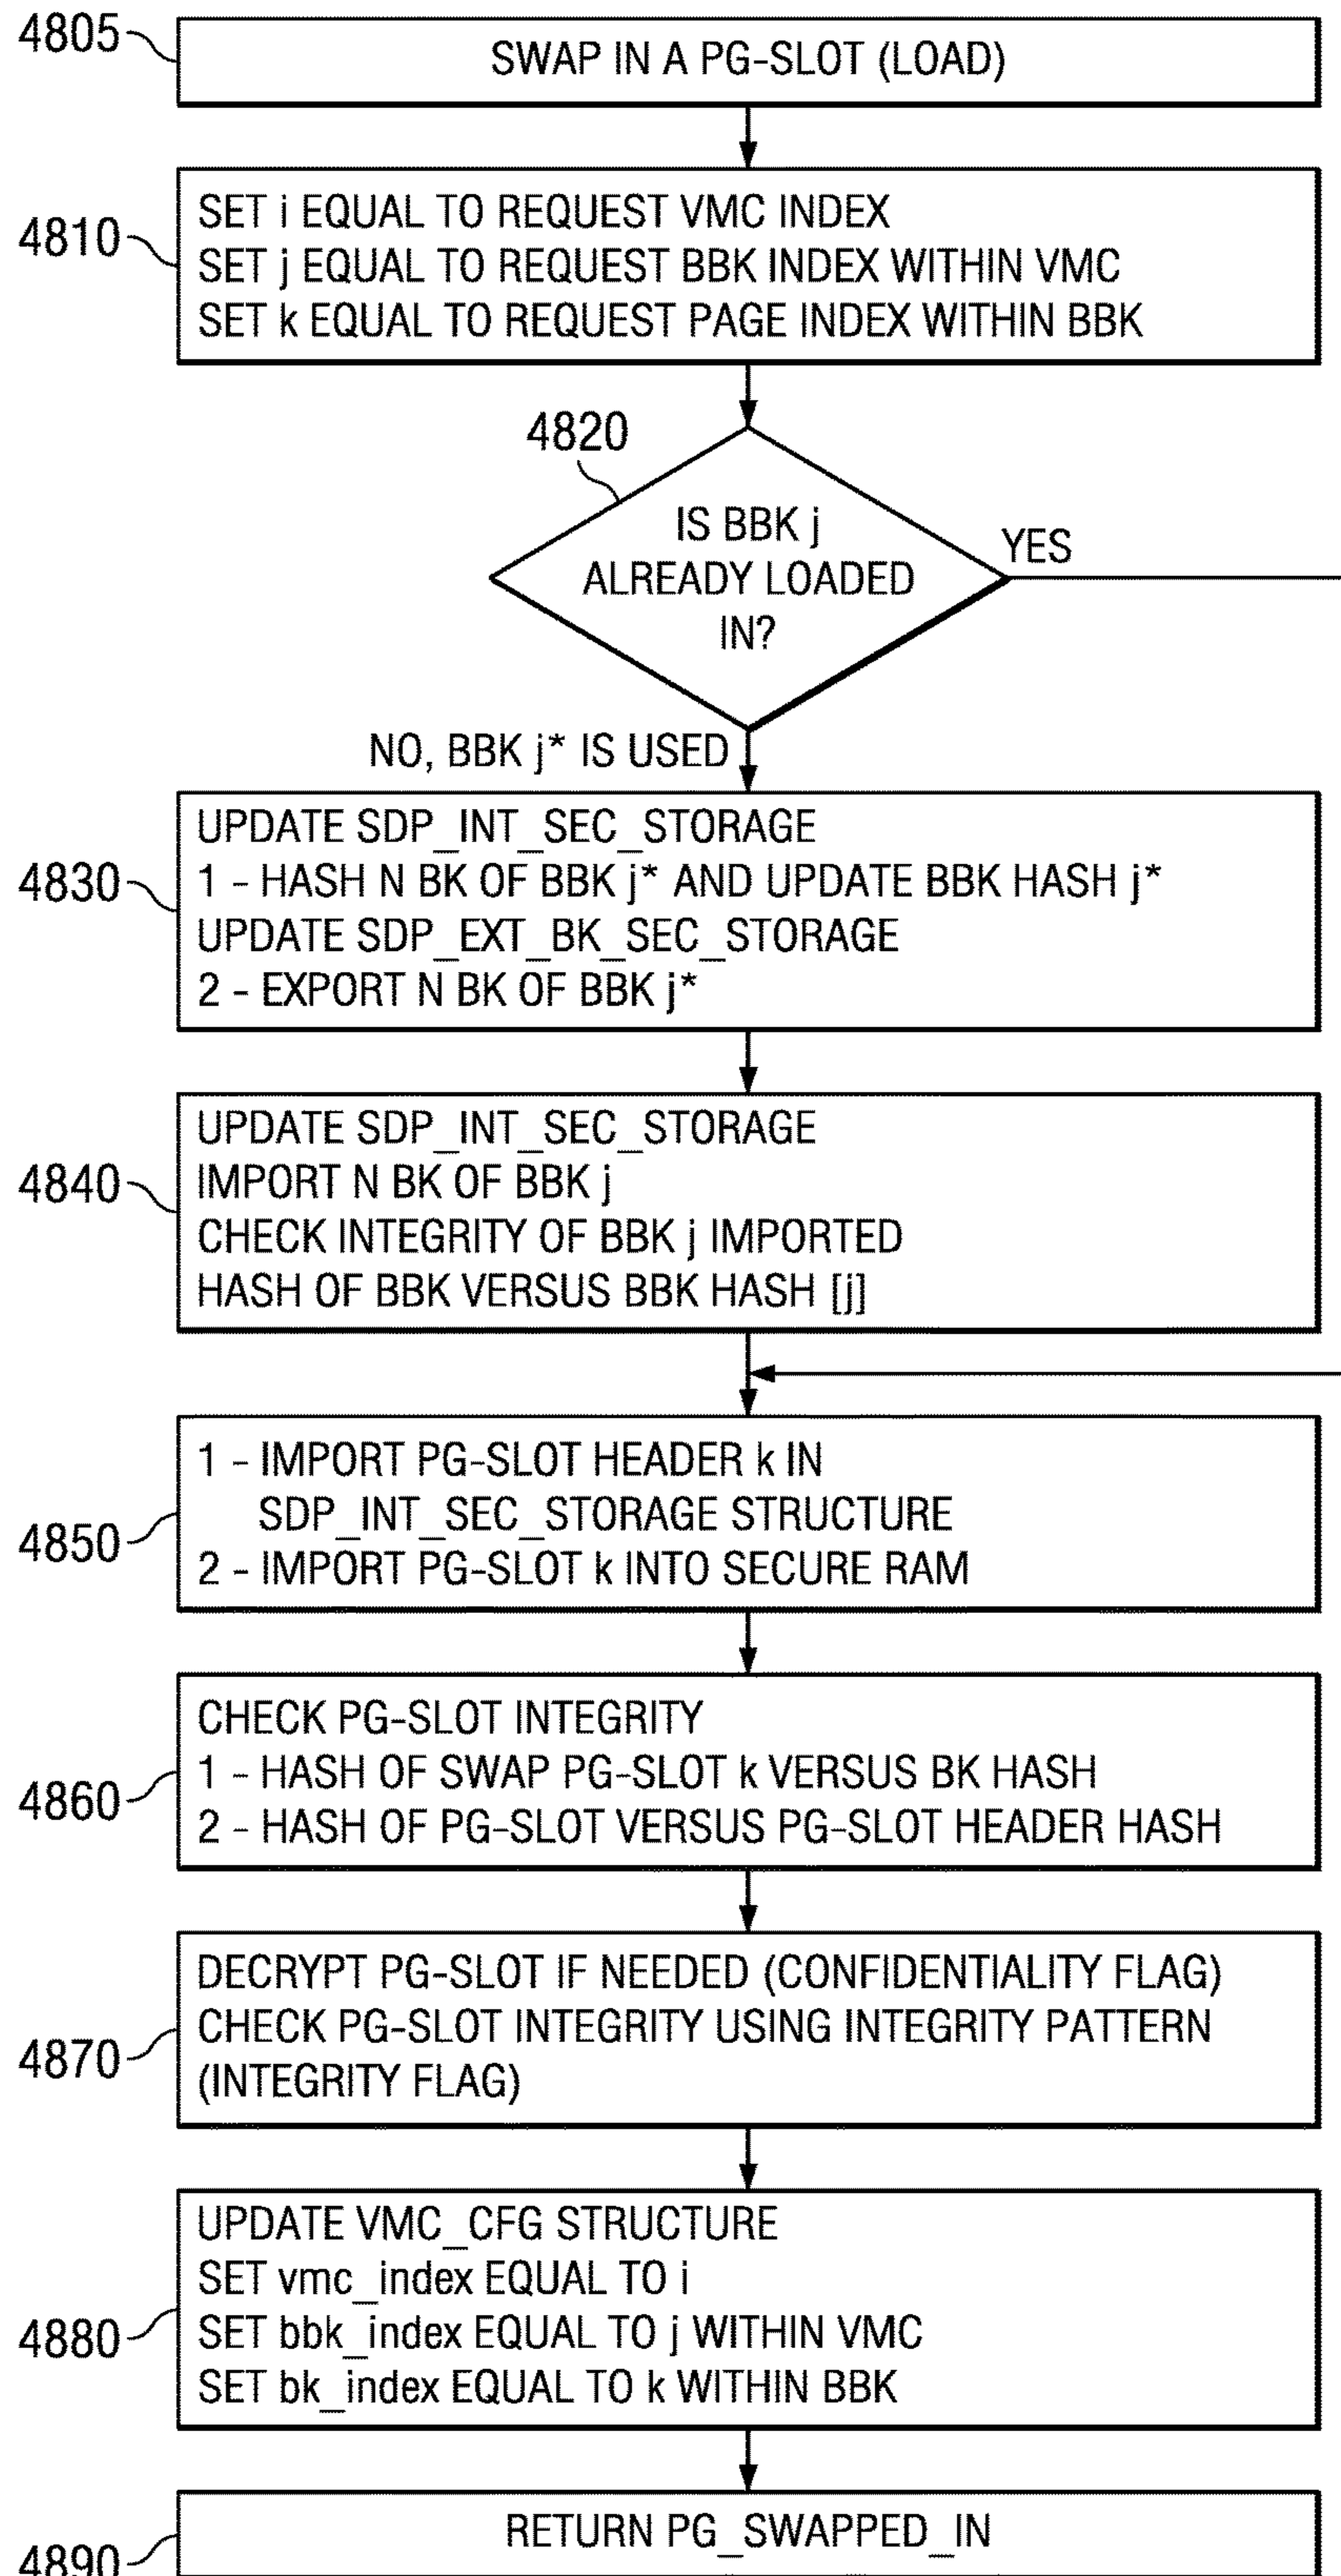 4805
SWAP IN A PG-SLOT (LOAD)
4810
SET i EQUAL TO REQUEST VMC INDEX
SET j EQUAL TO REQUEST BBK INDEX WITHIN VMC
SET k EQUAL TO REQUEST PAGE INDEX WITHIN BBK
4820
IS BBK j
ALREADY LOADED
IN?
YES
NO, BBK j* IS USED
4830
UPDATE SDP_INT_SEC_STORAGE
1 - HASH N BK OF BBK j* AND UPDATE BBK HASH j*
UPDATE SDP_EXT_BK_SEC_STORAGE
2 - EXPORT N BK OF BBK j*
4840
UPDATE SDP_INT_SEC_STORAGE
IMPORT N BK OF BBK j
CHECK INTEGRITY OF BBK j IMPORTED
HASH OF BBK VERSUS BBK HASH [j]
4850
1 - IMPORT PG-SLOT HEADER k IN
SDP_INT_SEC_STORAGE STRUCTURE
2 - IMPORT PG-SLOT k INTO SECURE RAM
4860
CHECK PG-SLOT INTEGRITY
1 - HASH OF SWAP PG-SLOT k VERSUS BK HASH
2 - HASH OF PG-SLOT VERSUS PG-SLOT HEADER HASH
4870
DECRYPT PG-SLOT IF NEEDED (CONFIDENTIALITY FLAG)
CHECK PG-SLOT INTEGRITY USING INTEGRITY PATTERN
(INTEGRITY FLAG)
4880
UPDATE VMC_CFG STRUCTURE
SET vmc_index EQUAL TO i
SET bbk_index EQUAL TO j WITHIN VMC
SET bk_index EQUAL TO k WITHIN BBK
4890
RETURN PG_SWAPPED_IN